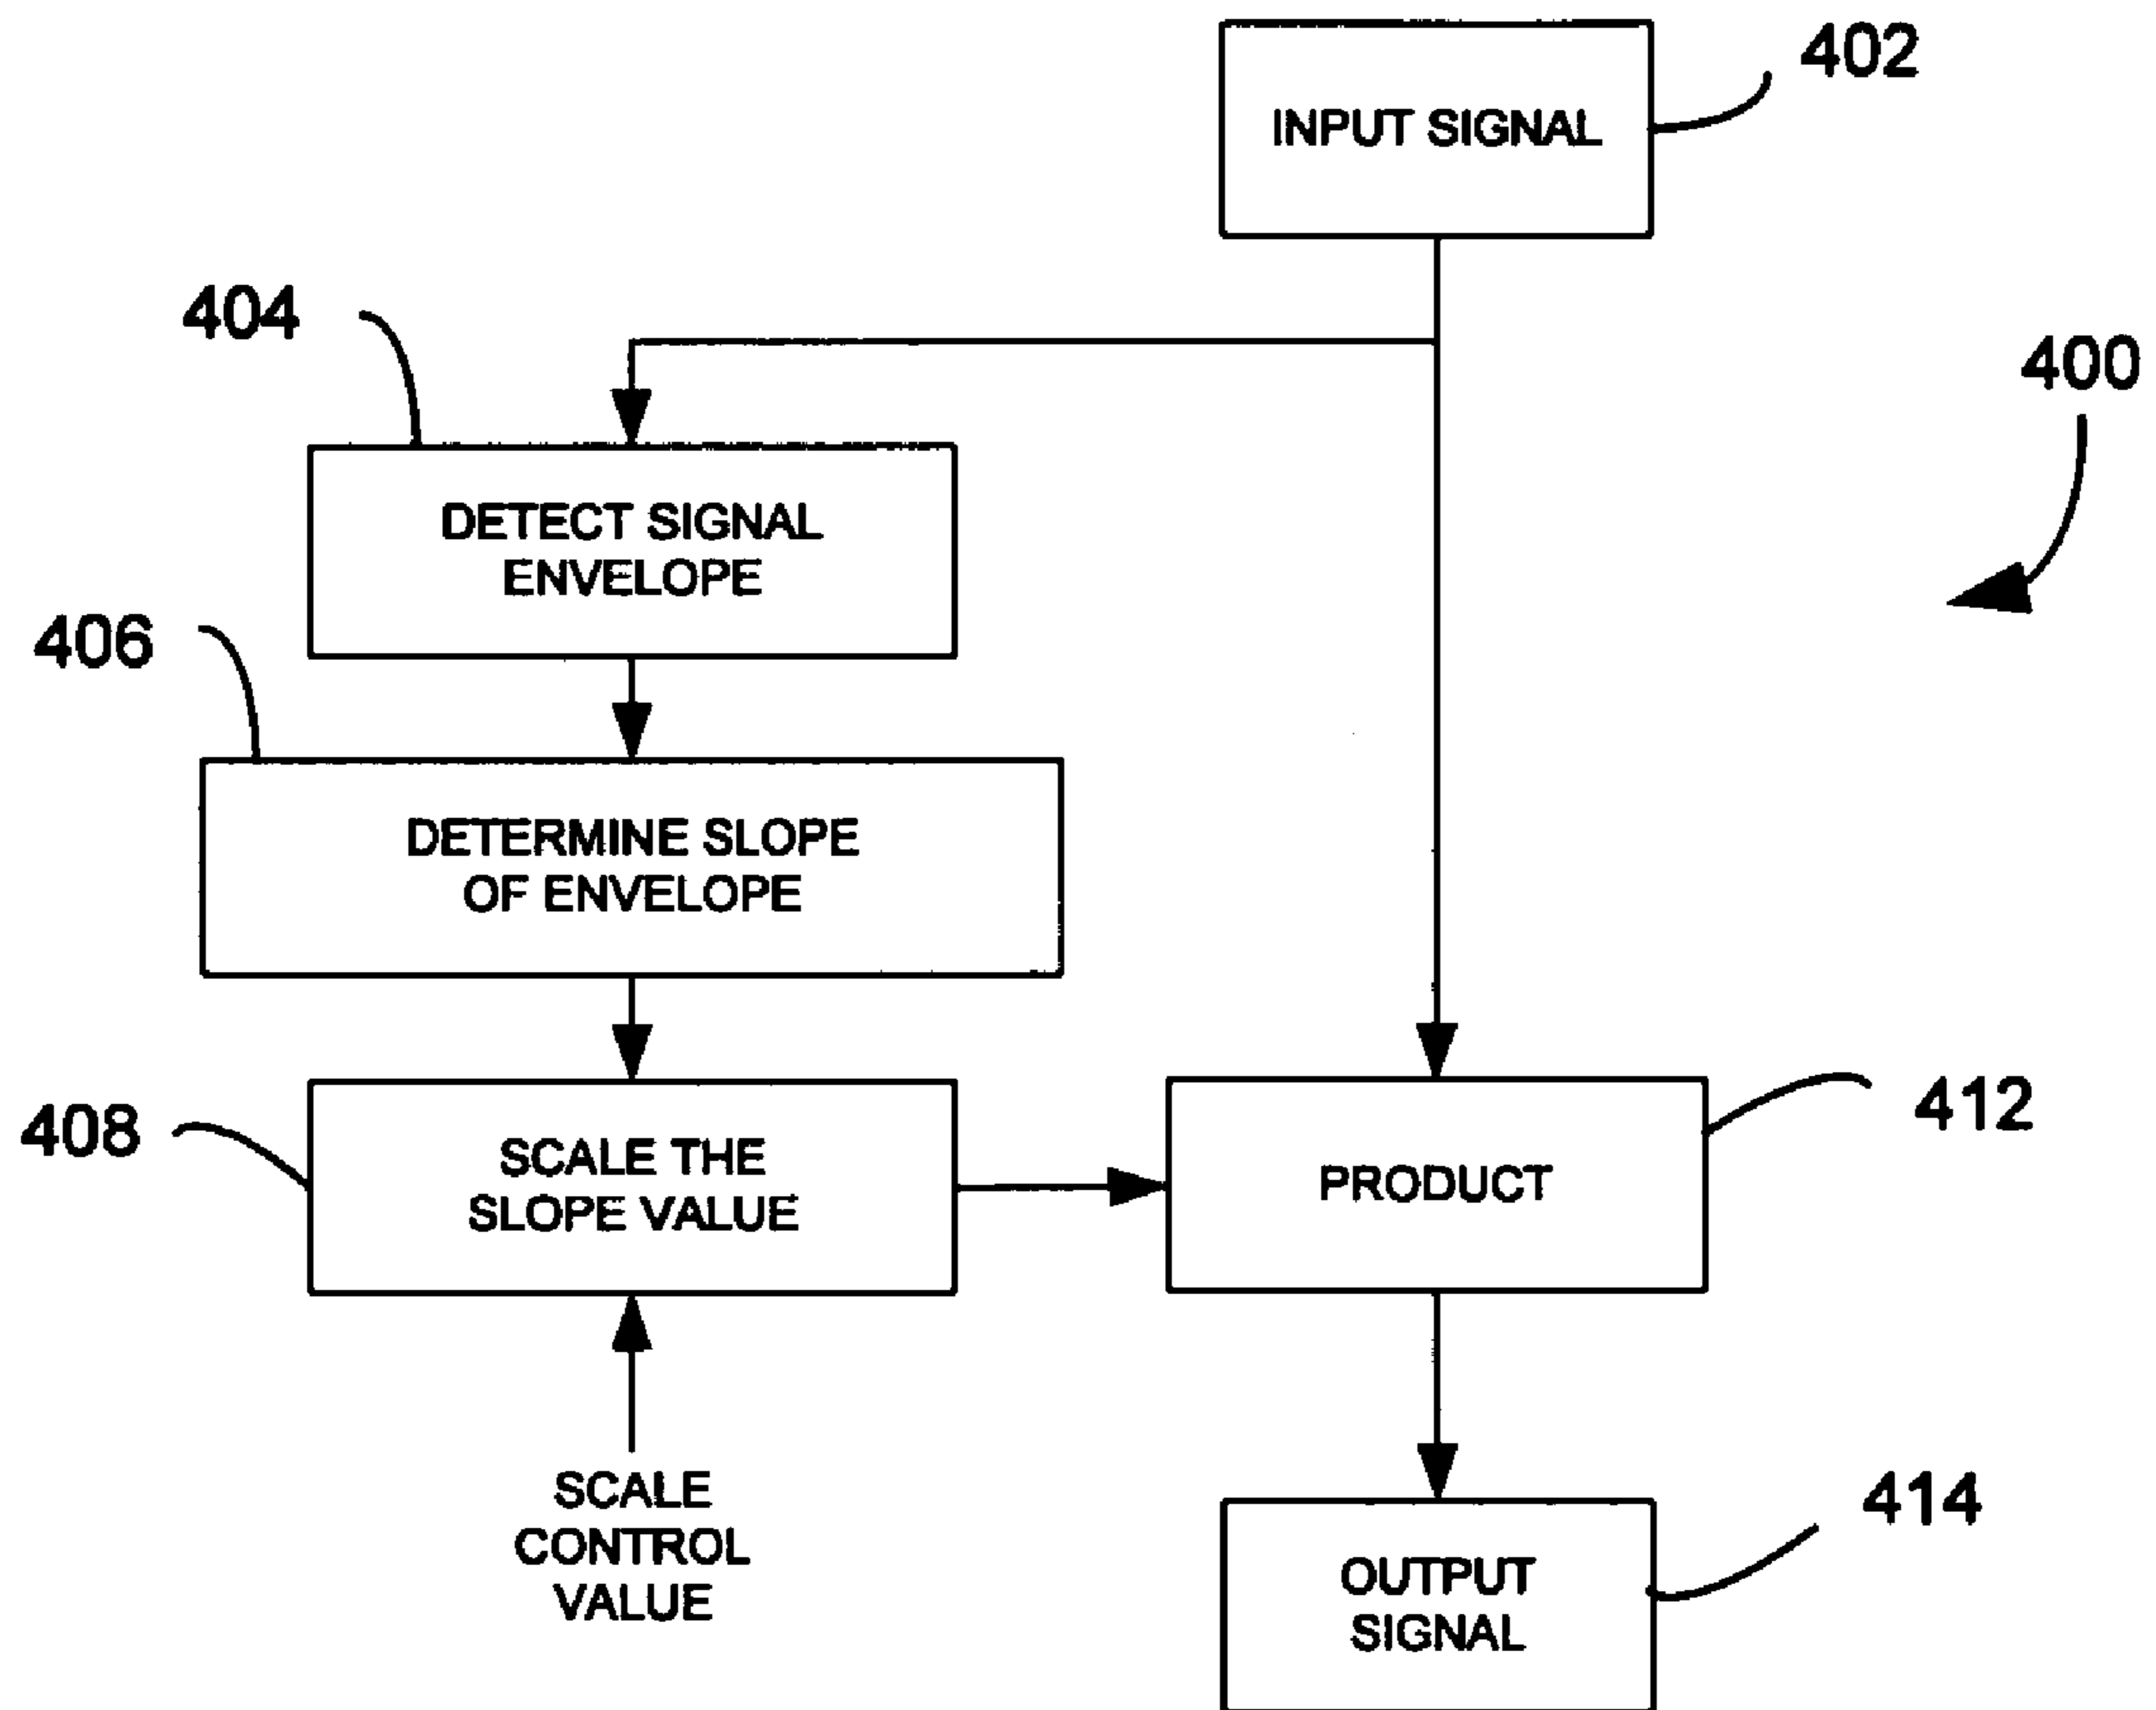 402
INPUT SIGNAL
404
400
DETECT SIGNAL
ENVELOPE
406
DETERMINE SLOPE
OF ENVELOPE
408
SCALE THE
SLOPE VALUE
412
PRODUCT
SCALE
CONTROL
VALUE
414
OUTPUT
SIGNAL